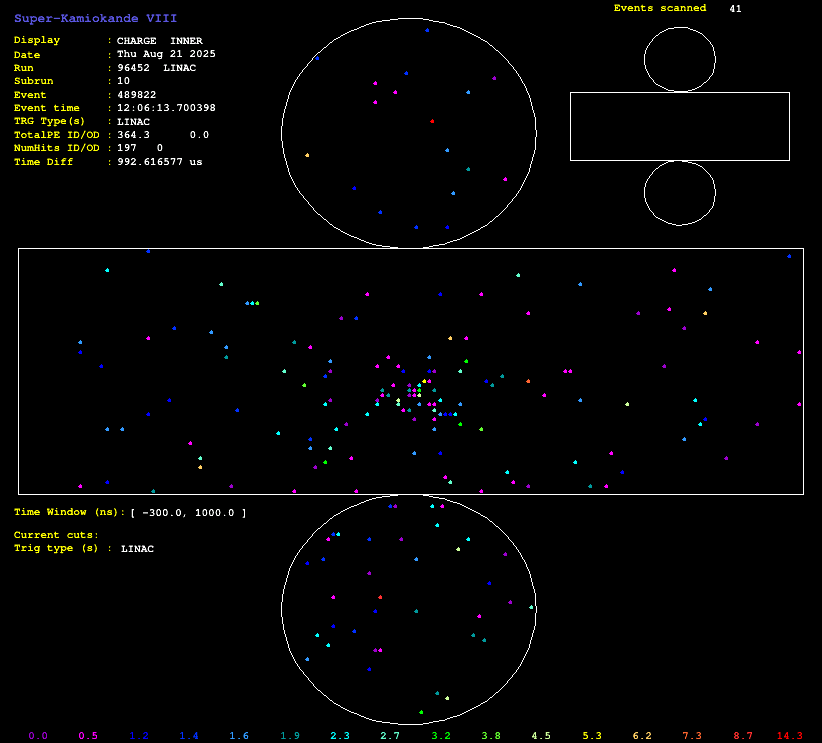 Super-Kamiokande VIII
Events scanned 41
Display : CHARGE INNER
Date : Thu Aug 21 2025
Run : 96452 LINAC
Subrun : 10
Event : 489822
Event time : 12:06:13.700398
TRG Type(s) : LINAC
TotalPE ID/OD : 364.3 0.0
NumHits ID/OD : 197 0
Time Diff : 992.616577 us
Time Window (ns): [ -300.0, 1000.0 ]
Current cuts:
Trig type (s) : LINAC
0.0 0.5 1.2 1.4 1.6 1.9 2.3 2.7 3.2 3.8 4.5 5.3 6.2 7.3 8.7 14.3